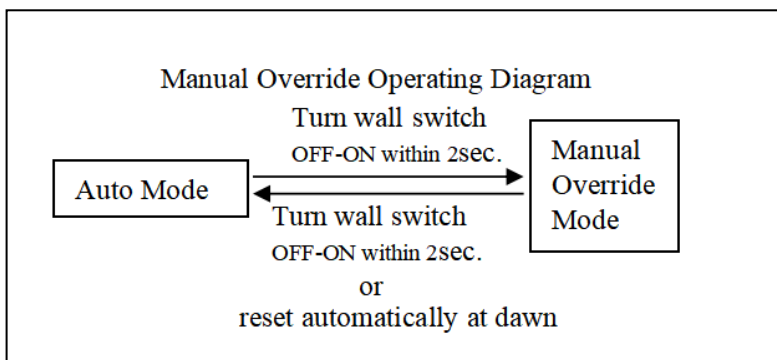 Manual Override Operating Diagram
Turn wall switch
OFF-ON within 2sec.
Auto Mode
Manual
Override
Mode
Turn wall switch
OFF-ON within 2sec.
or
reset automatically at dawn